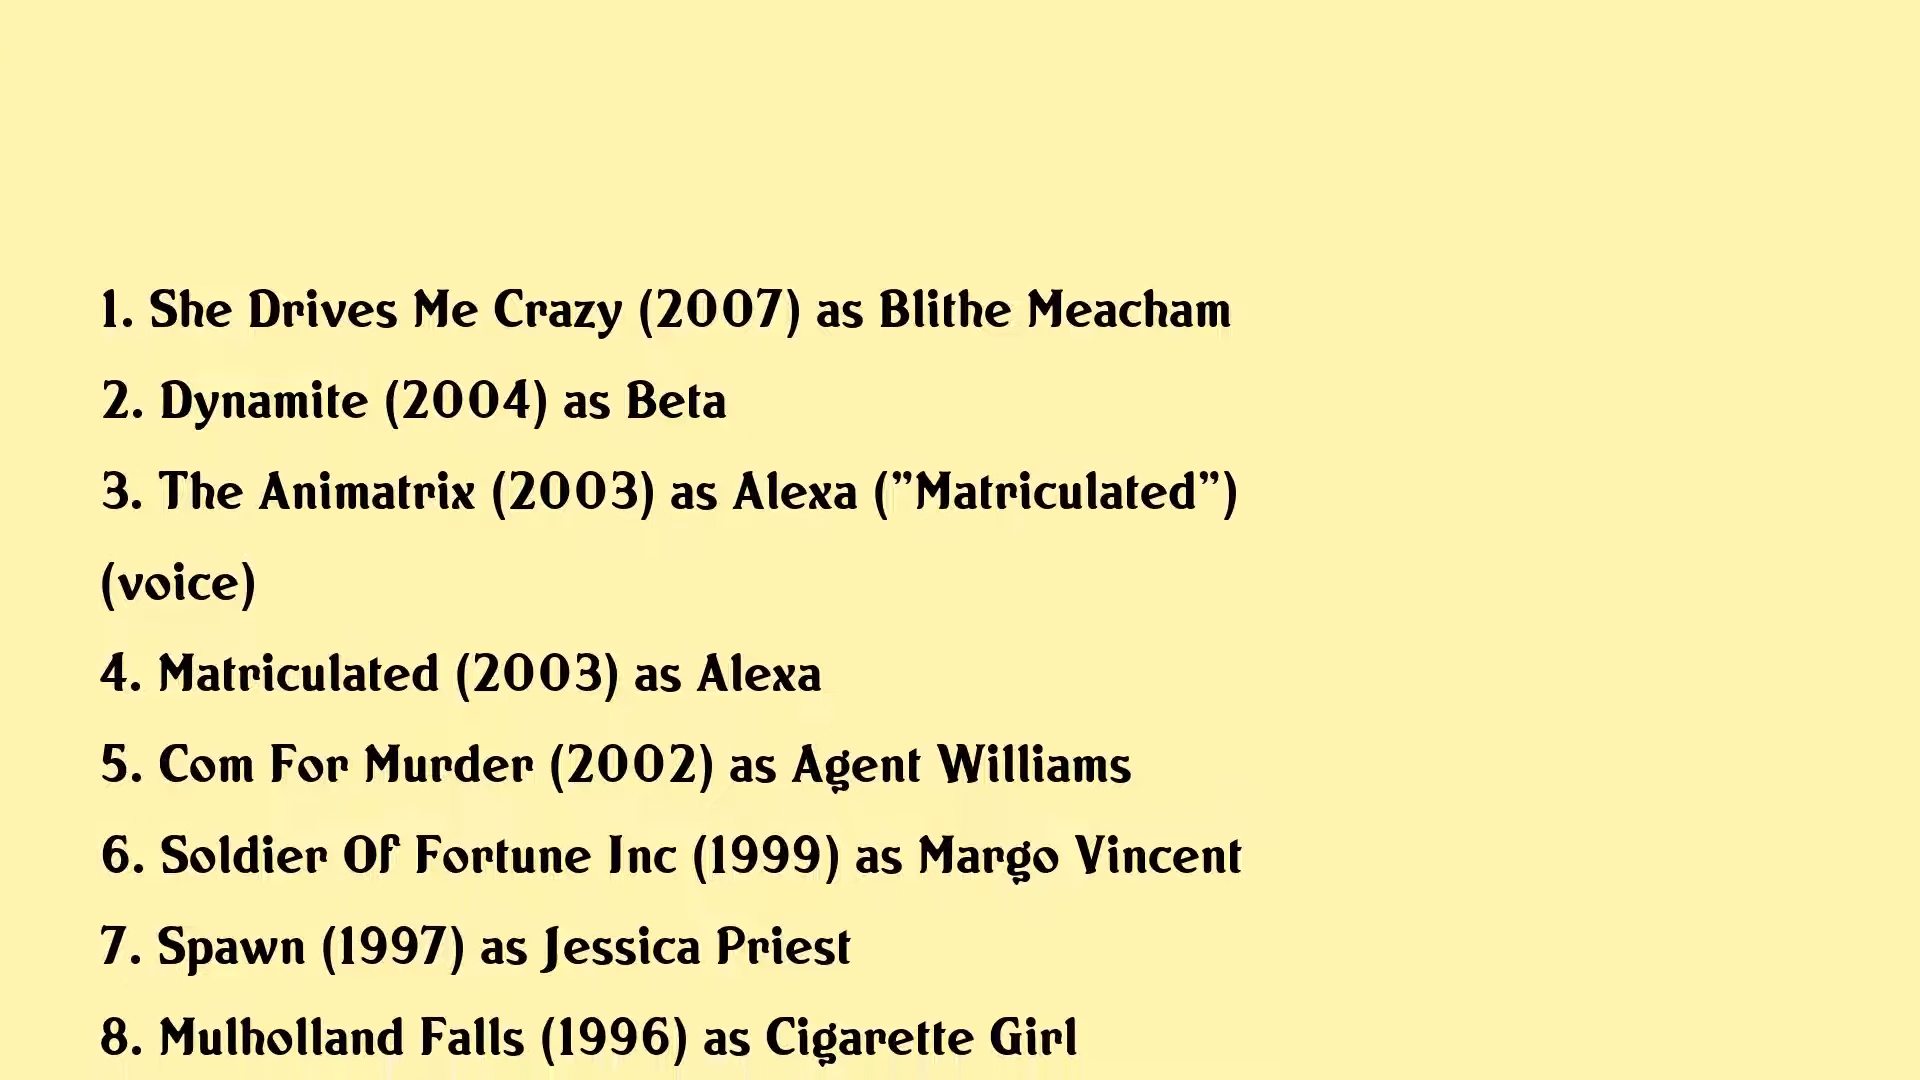 1. She Drives Me Crazy (2007) as Blithe Meacham
2. Dynamite (2004) as Beta
3. The Animatrix (2003) as Alexa (”Matriculated”)
(voice)
4. Matriculated (2003) as Alexa
5. Com For Murder (2002) as Agent Williams
6. Soldier Of Fortune Inc (1999) as Margo Vincent
7. Spawn (1997) as Jessica Priest
8. Mulholland Falls (1996) as Cigarette Girl